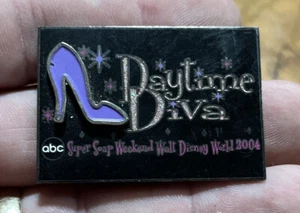 Daytime
Diva
abc Super Soap Weekend Walt Disney World 2004